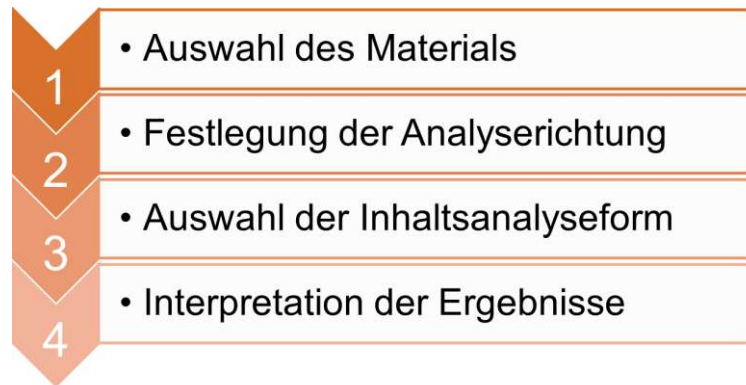 1
• Auswahl des Materials
2
• Festlegung der Analyserichtung
3
• Auswahl der Inhaltsanalyseform
4
• Interpretation der Ergebnisse